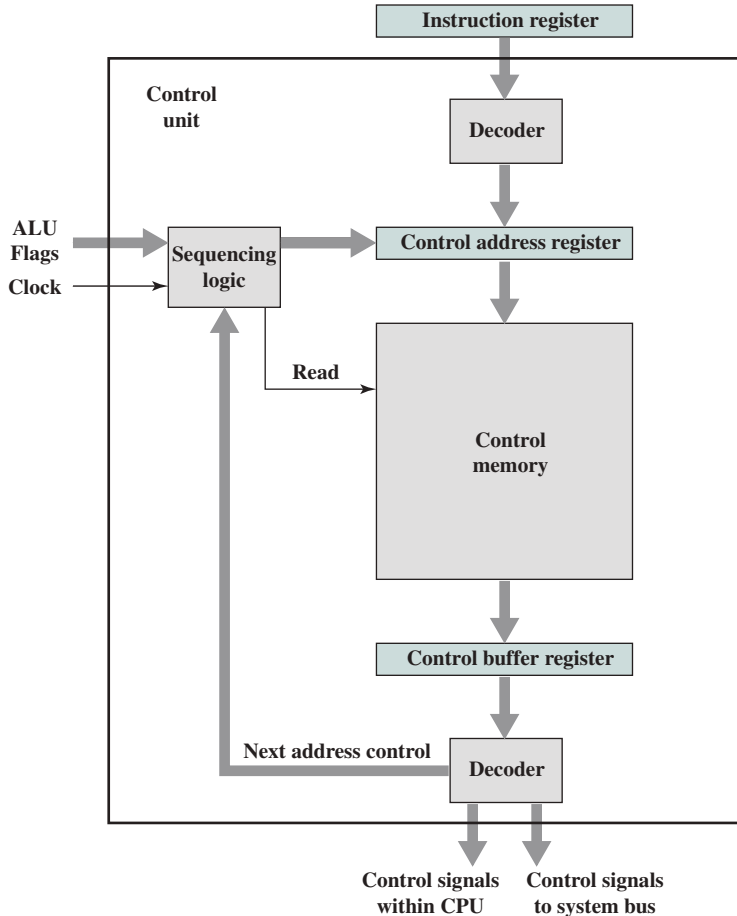 Instruction register
Control
unit
Decoder
ALU
Flags
Control address register
Sequencing
logic
Clock
Read
Control
memory
Control buffer register
Next address control
Decoder
Control signals
within CPU
Control signals
to system bus